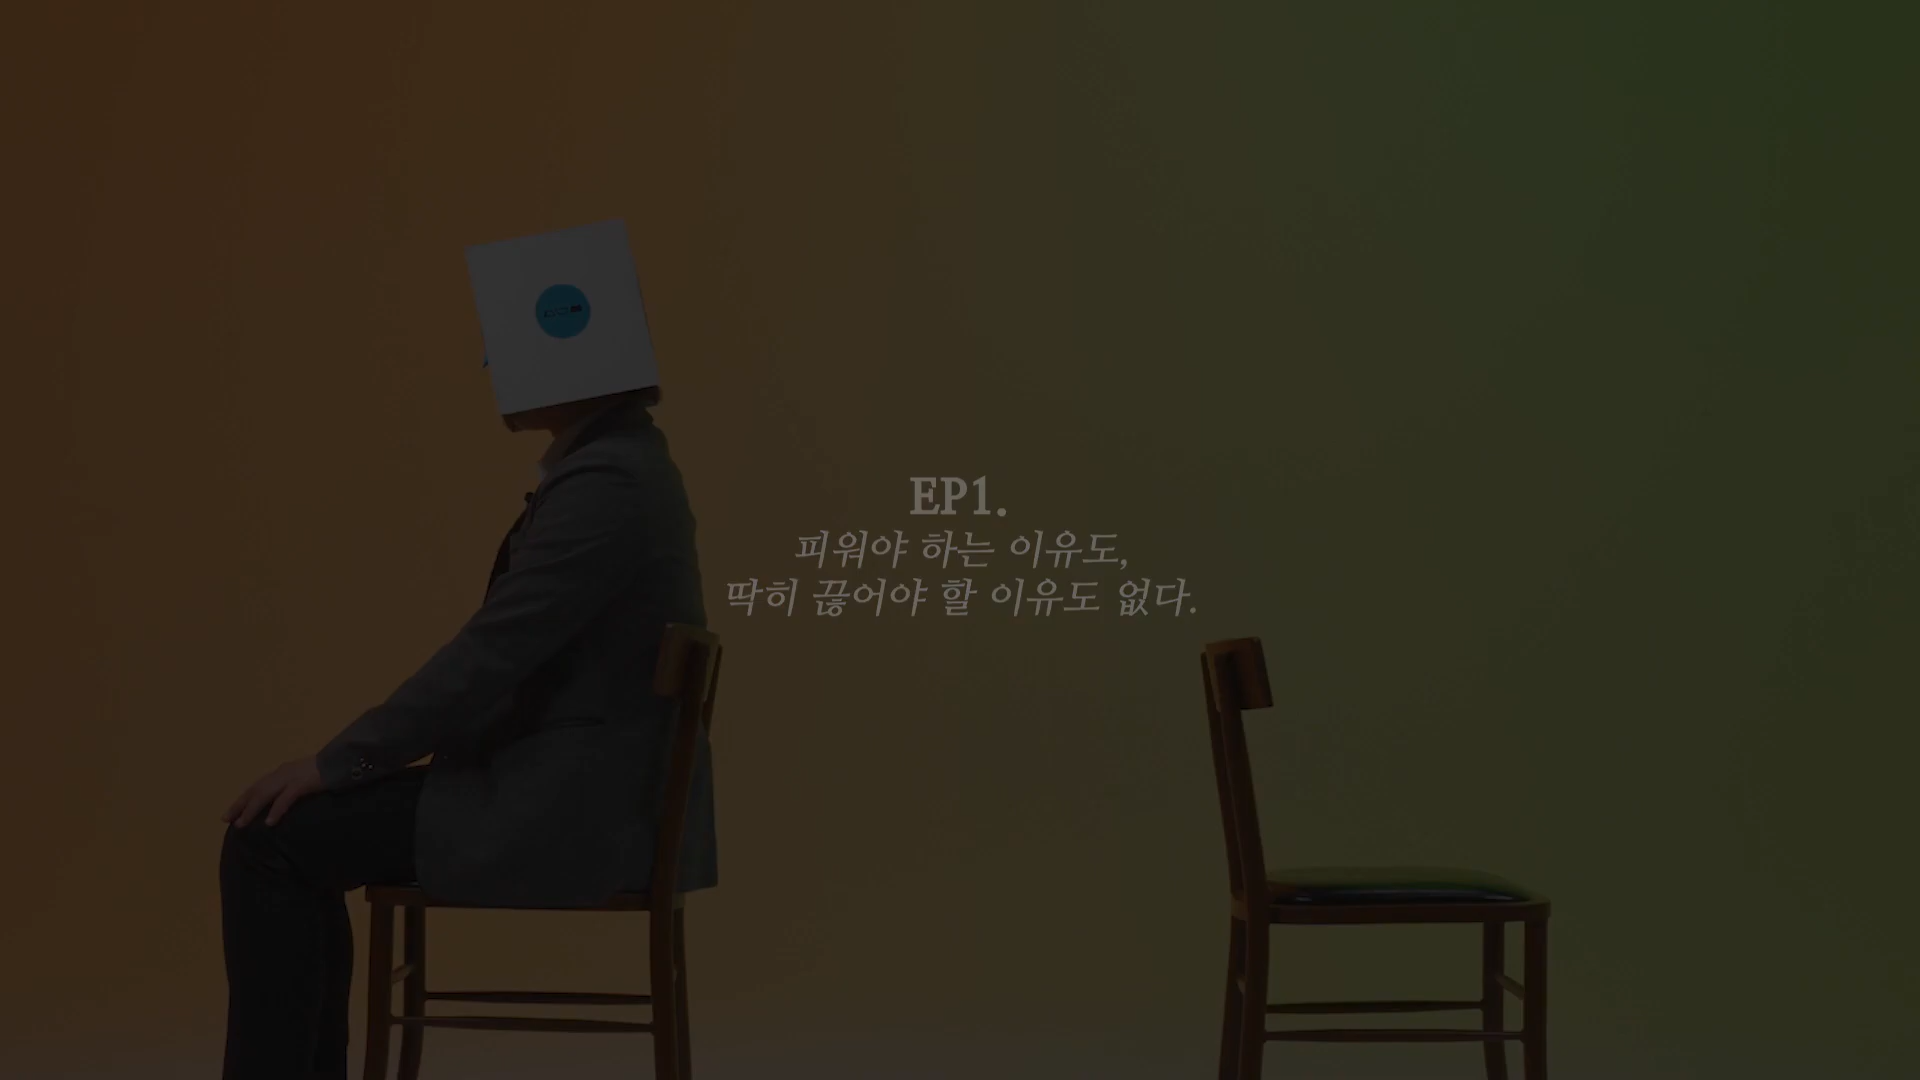 EP1.
피워야 하는 이유도,
딱히 끊어야 할 이유도 없다.